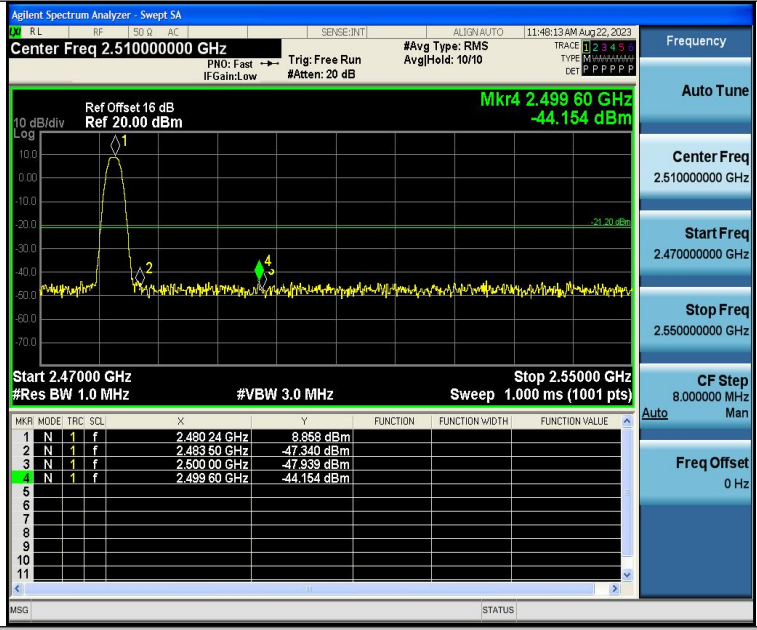 Agilent Spectrum Analyzer - Swept SA
LXI RL RF 50 Ω AC SENSE:INT ALIGN AUTO 11:48:13 AM Aug 22, 2023
Center Freq 2.510000000 GHz
PNO: Fast
IFGain:Low
Trig: Free Run
#Atten: 20 dB
#Avg Type: RMS
Avg|Hold: 10/10
TRACE 1 2 3 4 5 6
TYPE M W W W W W
DET P P P P P P
Mkr4 2.499 60 GHz
-44.154 dBm
Ref Offset 16 dB
10 dB/div Ref 20.00 dBm
Log
1
10.0
0.00
-10.0
-20.0
-21.20 dBm
-30.0
-40.0
2
4
3
-50.0
-60.0
-70.0
Start 2.47000 GHz Stop 2.55000 GHz
#Res BW 1.0 MHz #VBW 3.0 MHz Sweep 1.000 ms (1001 pts)
MKR MODE TRC SCL X Y FUNCTION FUNCTION WIDTH FUNCTION VALUE
1 N 1 f 2.480 24 GHz 8.858 dBm
2 N 1 f 2.483 50 GHz -47.340 dBm
3 N 1 f 2.500 00 GHz -47.939 dBm
4 N 1 f 2.499 60 GHz -44.154 dBm
5
6
7
8
9
10
11
MSG STATUS
Frequency
Auto Tune
Center Freq
2.510000000 GHz
Start Freq
2.470000000 GHz
Stop Freq
2.550000000 GHz
CF Step
8.000000 MHz
Auto Man
Freq Offset
0 Hz